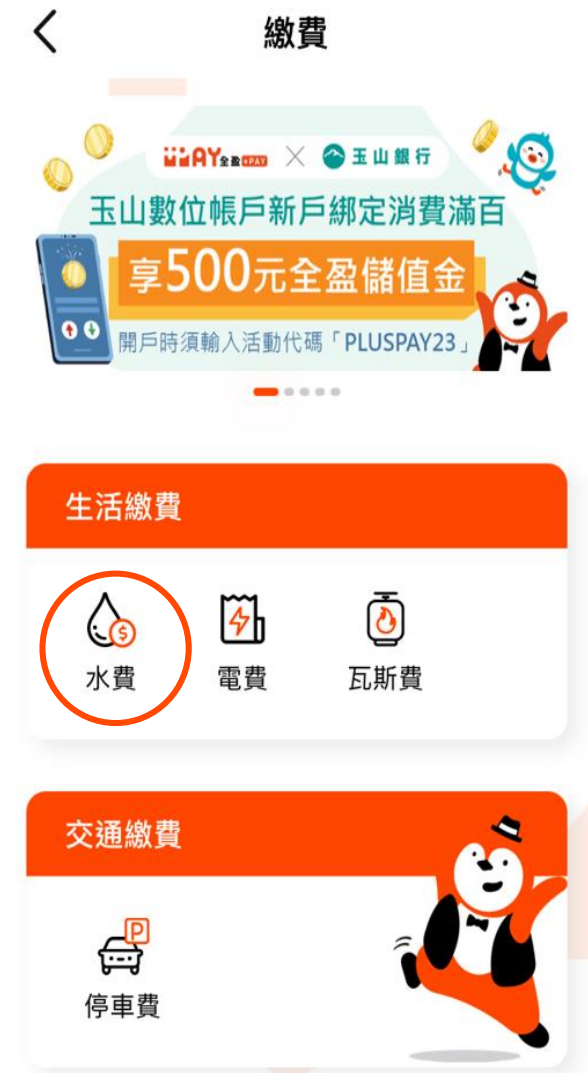 繳費
全盈+PAY × 玉山銀行
玉山數位帳戶新戶綁定消費滿百
享500元全盈儲值金
開戶時須輸入活動代碼「PLUSPAY23」
生活繳費
$
水費 電費 瓦斯費
交通繳費
P
停車費